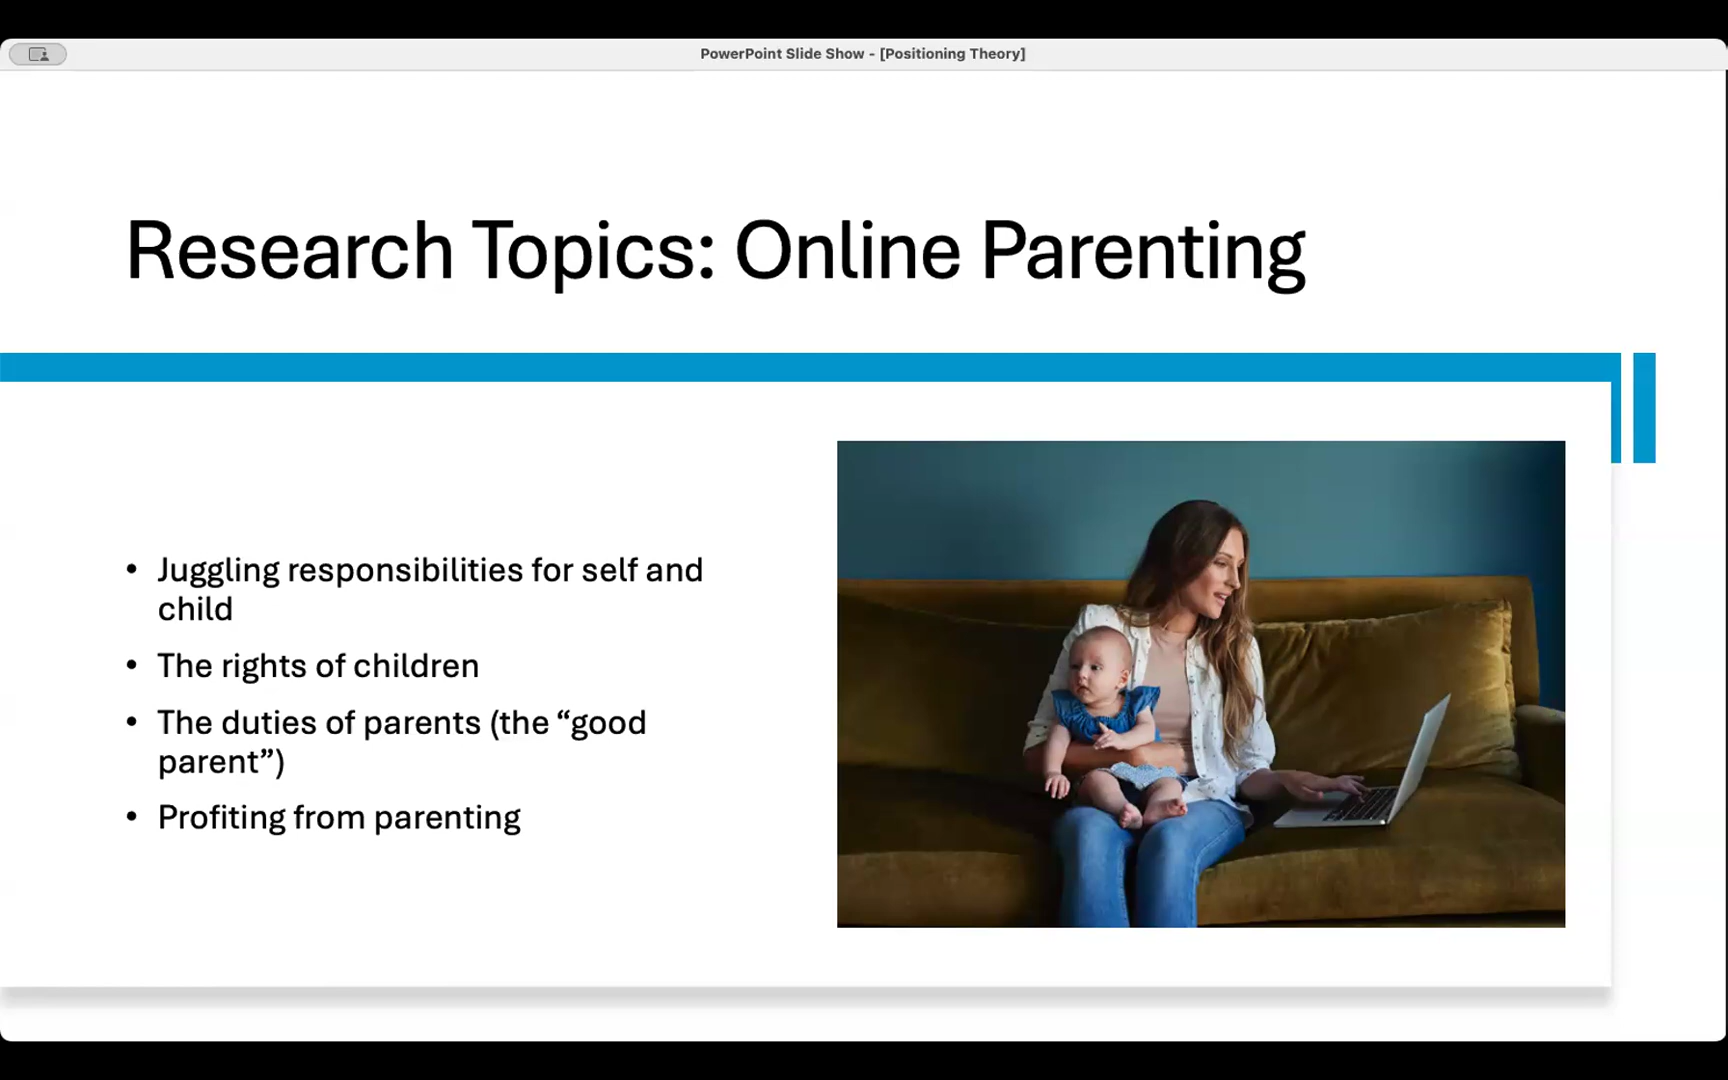 PowerPoint Slide Show - [Positioning Theory]
Research Topics: Online Parenting
• Juggling responsibilities for self and
child
• The rights of children
• The duties of parents (the “good
parent”)
• Profiting from parenting